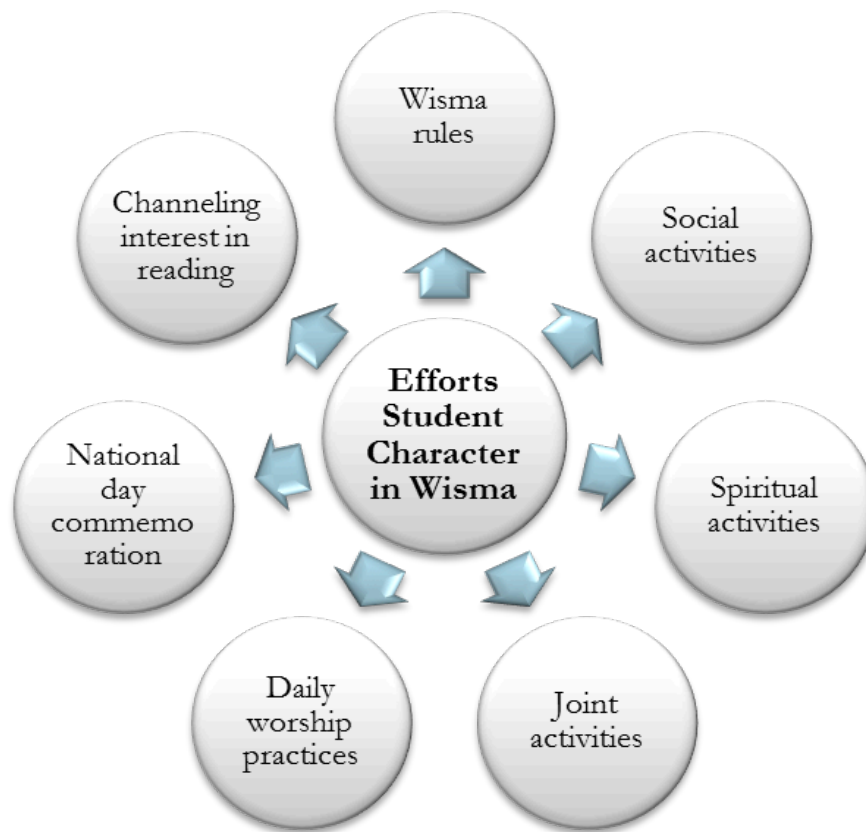 Wisma
rules
Social
activities
Spiritual
activities
Joint
activities
Daily
worship
practices
National
day
commemo
ration
Channeling
interest in
reading
Efforts
Student
Character
in Wisma